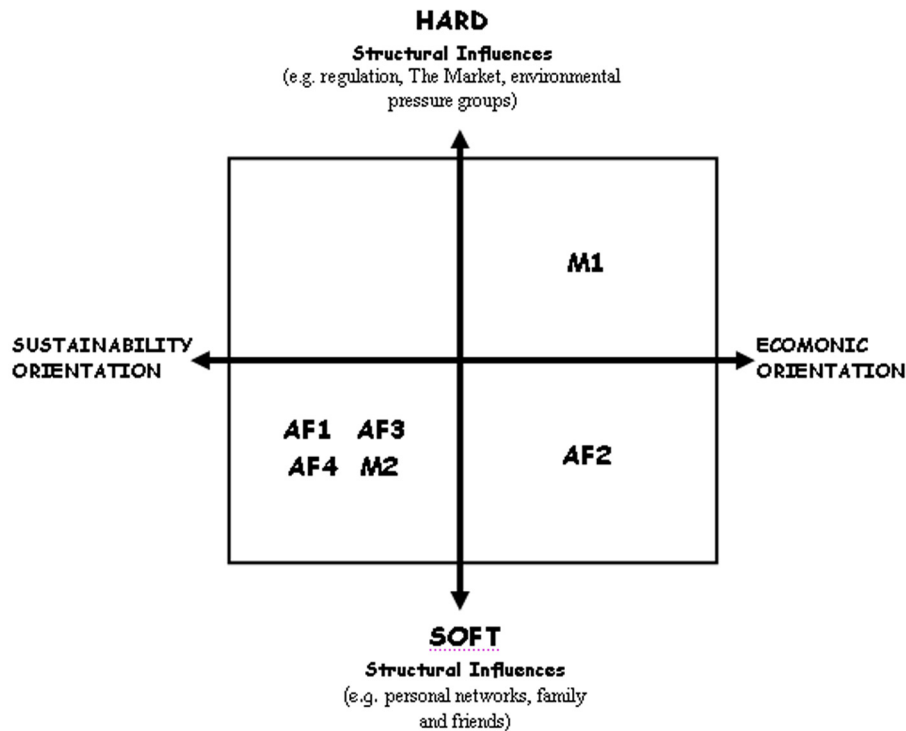 HARD
Structural Influences
(e.g. regulation, The Market, environmental
pressure groups)
M1
SUSTAINABILITY
ORIENTATION
ECOMONIC
ORIENTATION
AF1 AF3
AF4 M2
AF2
SOFT
Structural Influences
(e.g. personal networks, family
and friends)